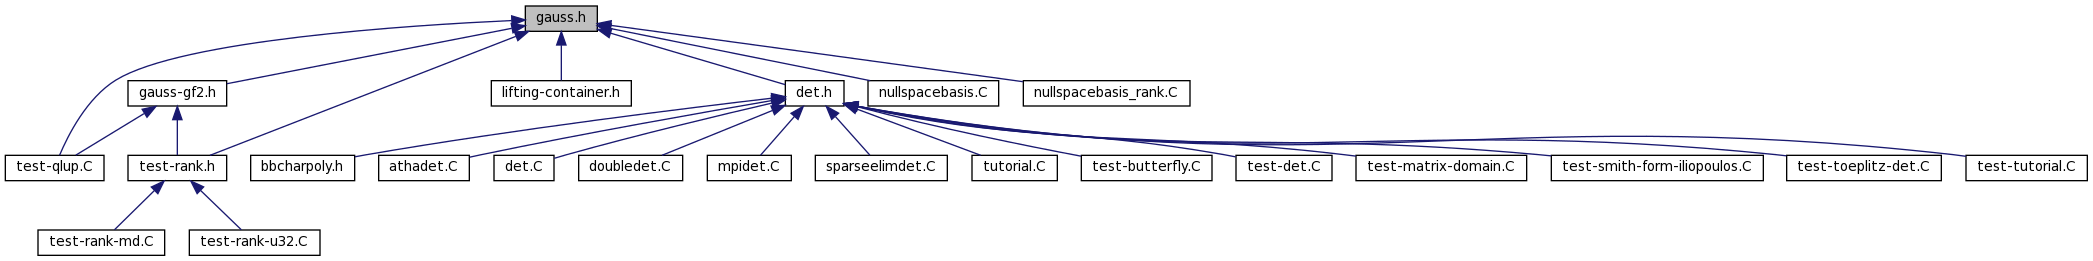 gauss.h
gauss-gf2.h
lifting-container.h
det.h
nullspacebasis.C
nullspacebasis_rank.C
test-qlup.C
test-rank.h
bbcharpoly.h
athadet.C
det.C
doubledet.C
mpidet.C
sparseelimdet.C
tutorial.C
test-butterfly.C
test-det.C
test-matrix-domain.C
test-smith-form-iliopoulos.C
test-toeplitz-det.C
test-tutorial.C
test-rank-md.C
test-rank-u32.C